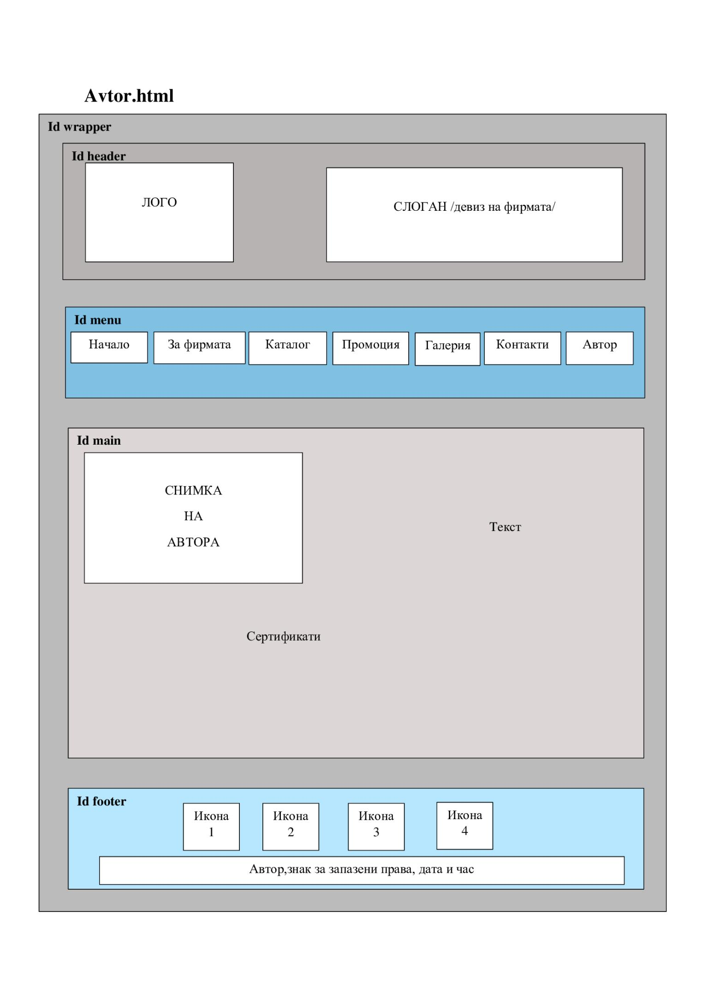 Avtor.html
Id wrapper
Id header
ЛОГО
СЛОГАН /девиз на фирмата/
Id menu
Начало
За фирмата
Каталог
Промоция
Галерия
Контакти
Автор
Id main
СНИМКА
НА
АВТОРА
Текст
Сертификати
Id footer
Икона
1
Икона
2
Икона
3
Икона
4
Автор,знак за запазени права, дата и час